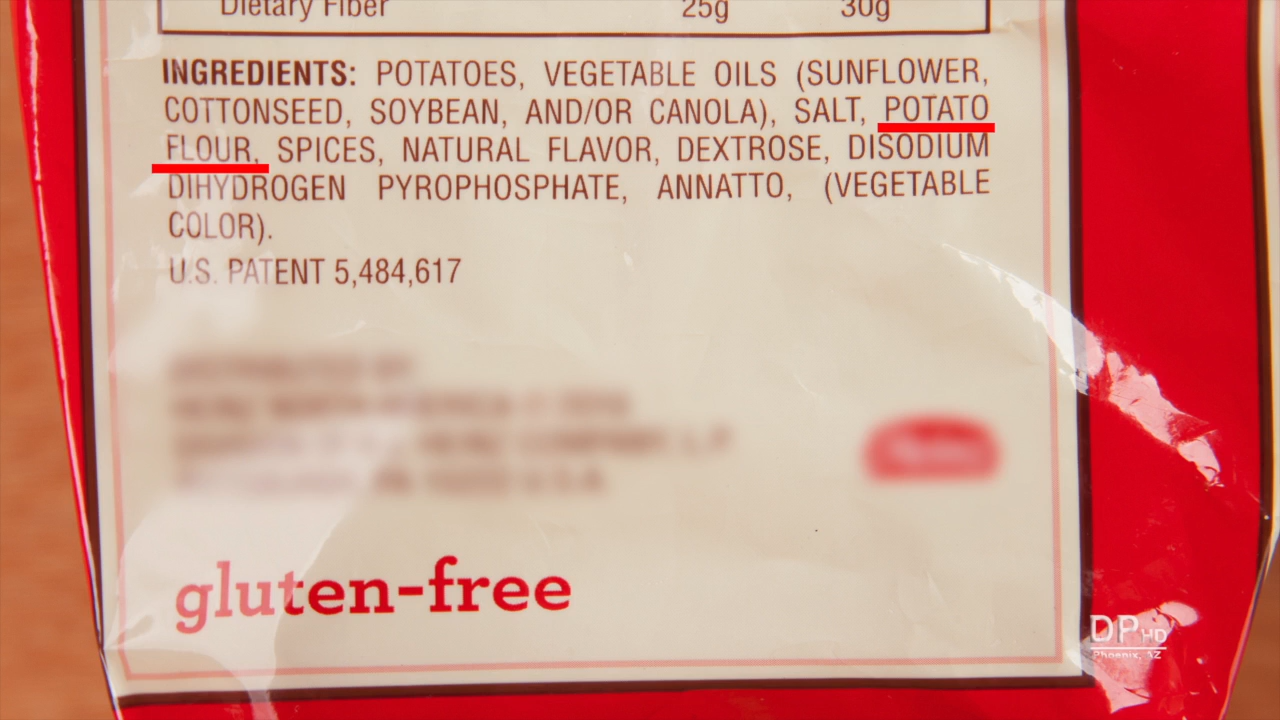 Dietary Fiber 25g 30g
INGREDIENTS: POTATOES, VEGETABLE OILS (SUNFLOWER,
COTTONSEED, SOYBEAN, AND/OR CANOLA), SALT, POTATO
FLOUR, SPICES, NATURAL FLAVOR, DEXTROSE, DISODIUM
DIHYDROGEN PYROPHOSPHATE, ANNATTO, (VEGETABLE
COLOR).
U.S. PATENT 5,484,617
gluten-free
DP HD
Phoenix, AZ